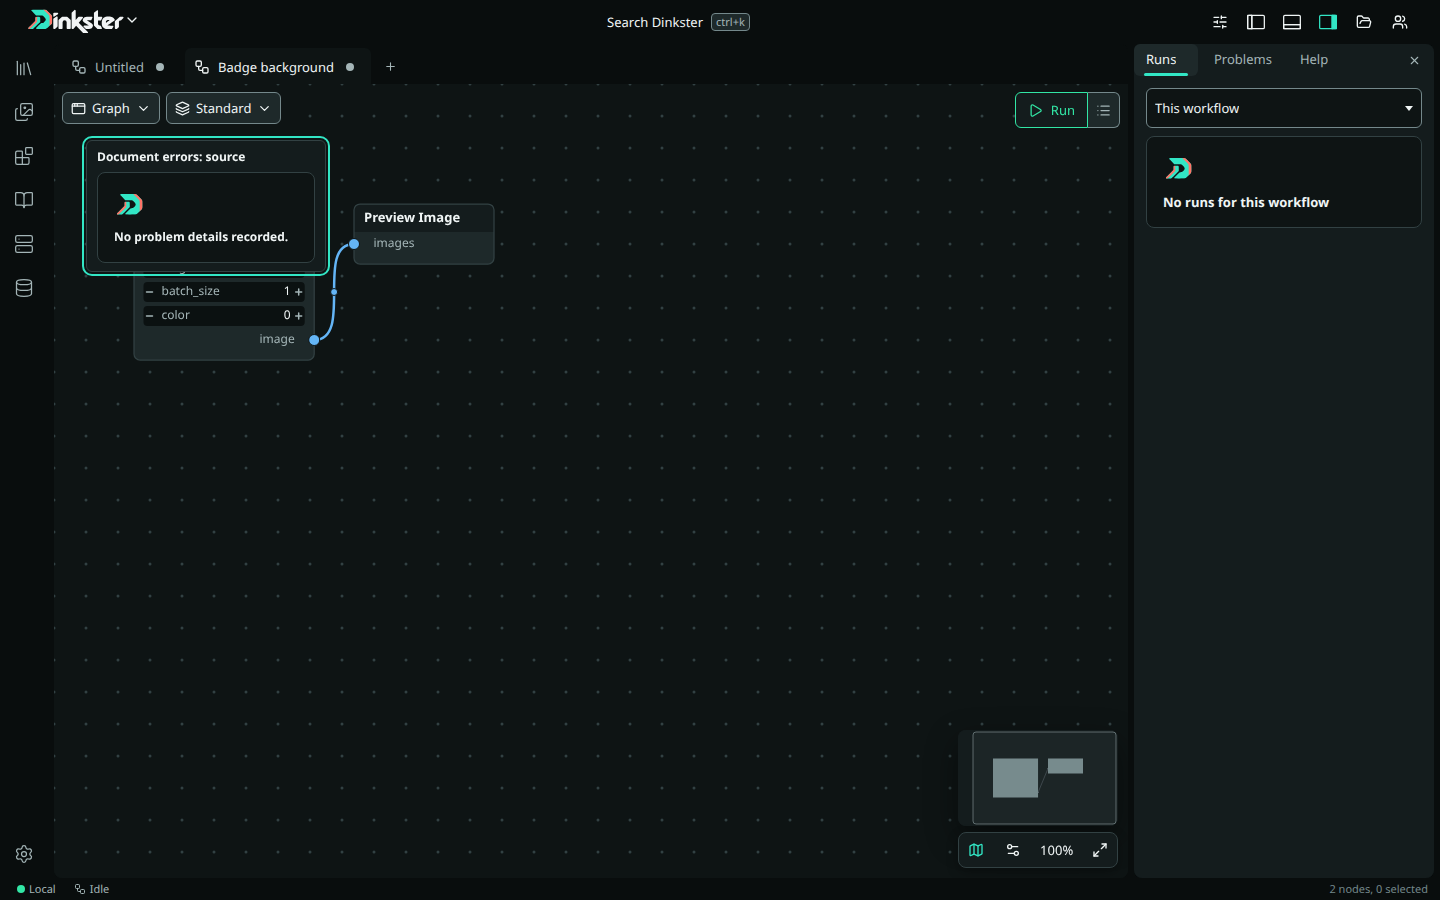 Dinkster
Search Dinkster ctrl+k
Untitled
Badge background
Graph
Standard
Run
Document errors: source
No problem details recorded.
Preview Image
images
batch_size 1
color 0
image
100%
Runs
Problems
Help
This workflow
No runs for this workflow
Local
Idle
2 nodes, 0 selected